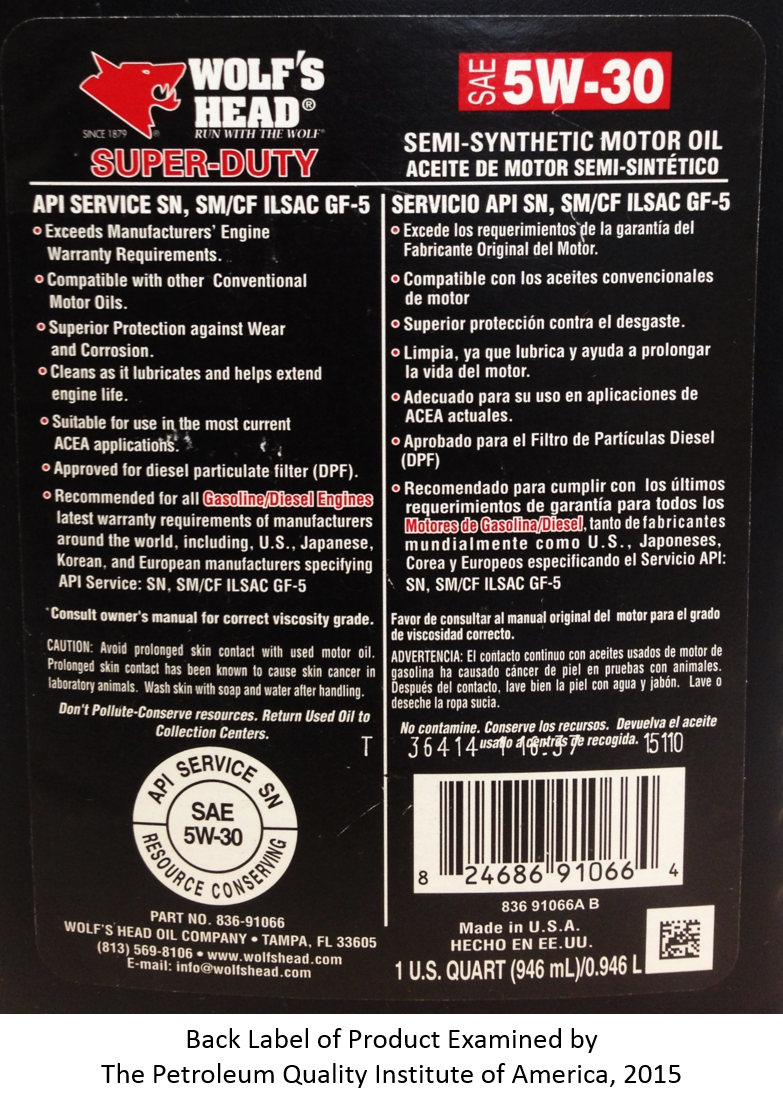 WOLF'S
HEAD®
SINCE 1879
RUN WITH THE WOLF®
SUPER-DUTY
SAE 5W-30
SEMI-SYNTHETIC MOTOR OIL
ACEITE DE MOTOR SEMI-SINTÉTICO
API SERVICE SN, SM/CF ILSAC GF-5
Exceeds Manufacturers' Engine
Warranty Requirements.
Compatible with other Conventional
Motor Oils.
Superior Protection against Wear
and Corrosion.
Cleans as it lubricates and helps extend
engine life.
Suitable for use in the most current
ACEA applications.
Approved for diesel particulate filter (DPF).
Recommended for all Gasoline/Diesel Engines
latest warranty requirements of manufacturers
around the world, including, U.S., Japanese,
Korean, and European manufacturers specifying
API Service: SN, SM/CF ILSAC GF-5
*Consult owner's manual for correct viscosity grade.
CAUTION: Avoid prolonged skin contact with used motor oil.
Prolonged skin contact has been known to cause skin cancer in
laboratory animals. Wash skin with soap and water after handling.
Don't Pollute-Conserve resources. Return Used Oil to
Collection Centers.
API SERVICE SN
SAE
5W-30
RESOURCE CONSERVING
PART NO. 836-91066
WOLF'S HEAD OIL COMPANY • TAMPA, FL 33605
(813) 569-8106 • www.wolfshead.com
E-mail: info@wolfshead.com
SERVICIO API SN, SM/CF ILSAC GF-5
Excede los requerimientos de la garantía del
Fabricante Original del Motor.
Compatible con los aceites convencionales
de motor
Superior protección contra el desgaste.
Limpia, ya que lubrica y ayuda a prolongar
la vida del motor.
Adecuado para su uso en aplicaciones de
ACEA actuales.
Aprobado para el Filtro de Partículas Diesel
(DPF)
Recomendado para cumplir con los últimos
requerimientos de garantía para todos los
Motores de Gasolina/Diesel, tanto de fabricantes
mundialmente como U.S., Japoneses,
Corea y Europeos especificando el Servicio API:
SN, SM/CF ILSAC GF-5
Favor de consultar al manual original del motor para el grado
de viscosidad correcto.
ADVERTENCIA: El contacto continuo con aceites usados de motor de
gasolina ha causado cáncer de piel en pruebas con animales.
Después del contacto, lave bien la piel con agua y jabón. Lave o
deseche la ropa sucia.
No contamine. Conserve los recursos. Devuelva el aceite
usado a centros de recogida.
T 36414 15110
8 24686 91066 4
836 91066A B
Made in U.S.A.
HECHO EN EE.UU.
1 U.S. QUART (946 mL)/0.946 L
Back Label of Product Examined by
The Petroleum Quality Institute of America, 2015